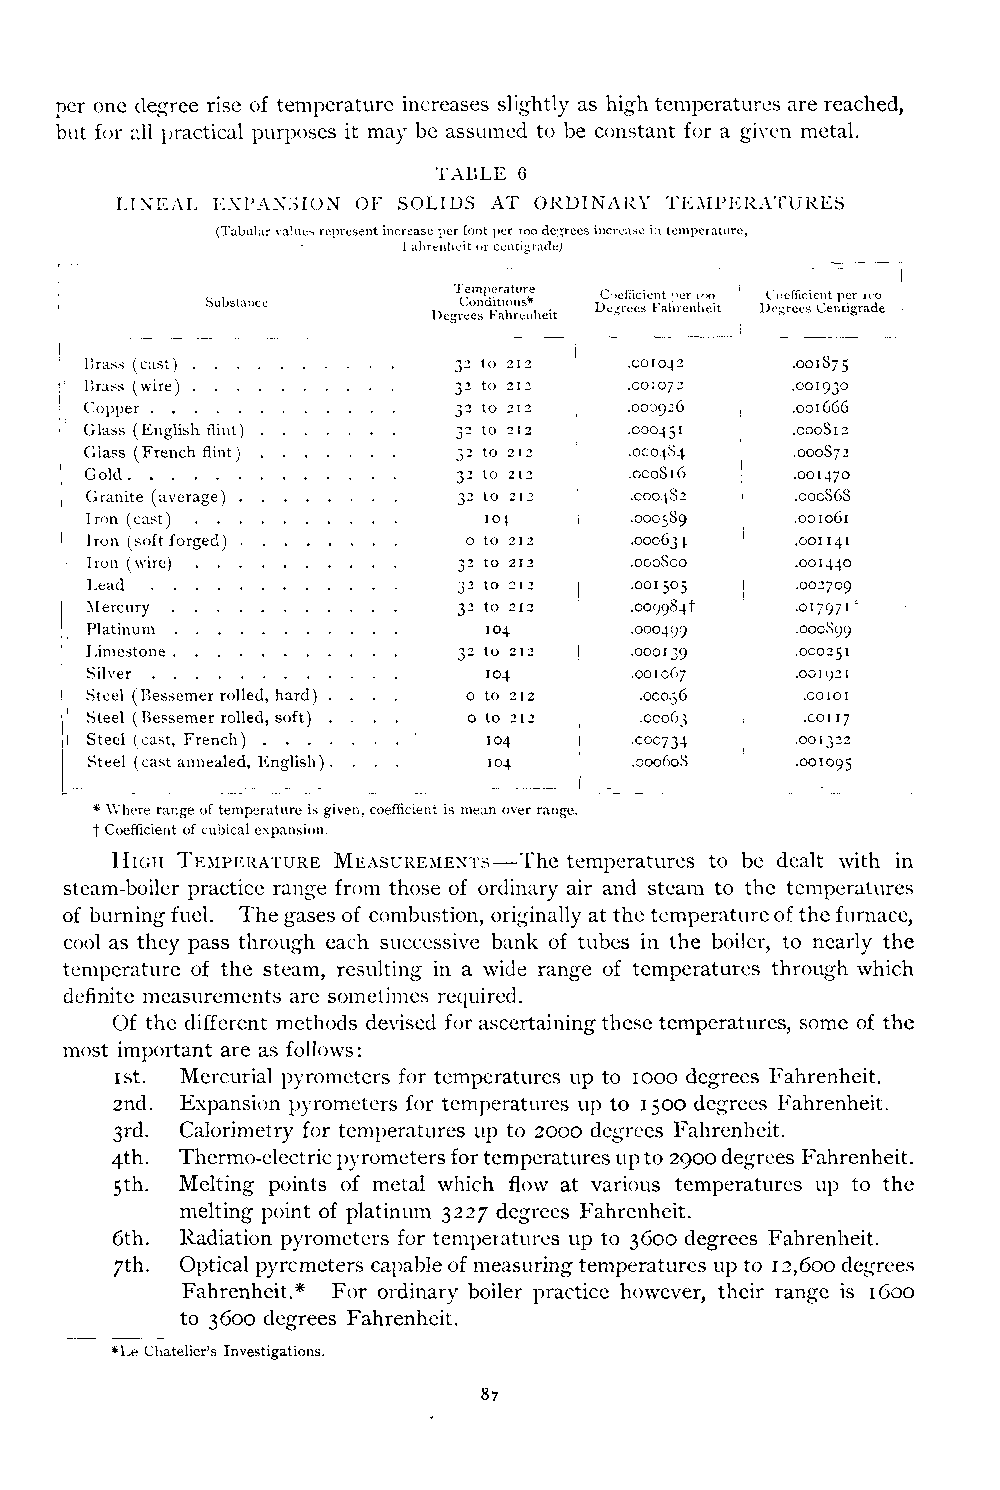 per one degree rise of temperature increases slightly as high temperatures are reached,
but for all practical purposes it may be assumed to be constant for a given metal.
TABLE 6
LINEAL EXPANSION OF SOLIDS AT ORDINARY TEMPERATURES
(Tabular values represent increase per foot per 100 degrees increase in temperature,
Fahrenheit or centigrade)
Substance Temperature Conditions* Degrees Fahrenheit Coefficient per 100 Degrees Fahrenheit Coefficient per 100 Degrees Centigrade
Brass (cast) . . . . . . . . . . 32 to 212 .001042 .001875
Brass (wire) . . . . . . . . . . 32 to 212 .001072 .001930
Copper . . . . . . . . . . . . 32 to 212 .000926 .001666
Glass (English flint) . . . . . . . 32 to 212 .000451 .000812
Glass (French flint) . . . . . . . 32 to 212 .000484 .000872
Gold . . . . . . . . . . . . . 32 to 212 .000816 .001470
Granite (average) . . . . . . . . 32 to 212 .000482 .000868
Iron (cast) . . . . . . . . . . 104 .000589 .001061
Iron (soft forged) . . . . . . . . 0 to 212 .000634 .001141
Iron (wire) . . . . . . . . . . 32 to 212 .000800 .001440
Lead . . . . . . . . . . . . 32 to 212 .001505 .002709
Mercury . . . . . . . . . . . 32 to 212 .009984† .017971
Platinum . . . . . . . . . . . 104 .000499 .000899
Limestone . . . . . . . . . . . 32 to 212 .000139 .000251
Silver . . . . . . . . . . . . 104 .001067 .001921
Steel (Bessemer rolled, hard) . . . . 0 to 212 .00056 .00101
Steel (Bessemer rolled, soft) . . . . 0 to 212 .00063 .00117
Steel (cast, French) . . . . . . . 104 .000734 .001322
Steel (cast annealed, English) . . . . 104 .000608 .001095
* Where range of temperature is given, coefficient is mean over range.
† Coefficient of cubical expansion.
HIGH TEMPERATURE MEASUREMENTS—The temperatures to be dealt with in
steam-boiler practice range from those of ordinary air and steam to the temperatures
of burning fuel. The gases of combustion, originally at the temperature of the furnace,
cool as they pass through each successive bank of tubes in the boiler, to nearly the
temperature of the steam, resulting in a wide range of temperatures through which
definite measurements are sometimes required.
Of the different methods devised for ascertaining these temperatures, some of the
most important are as follows:
1st. Mercurial pyrometers for temperatures up to 1000 degrees Fahrenheit.
2nd. Expansion pyrometers for temperatures up to 1500 degrees Fahrenheit.
3rd. Calorimetry for temperatures up to 2000 degrees Fahrenheit.
4th. Thermo-electric pyrometers for temperatures up to 2900 degrees Fahrenheit.
5th. Melting points of metal which flow at various temperatures up to the
melting point of platinum 3227 degrees Fahrenheit.
6th. Radiation pyrometers for temperatures up to 3600 degrees Fahrenheit.
7th. Optical pyrometers capable of measuring temperatures up to 12,600 degrees
Fahrenheit.* For ordinary boiler practice however, their range is 1600
to 3600 degrees Fahrenheit.
*Le Chatelier's Investigations.
87